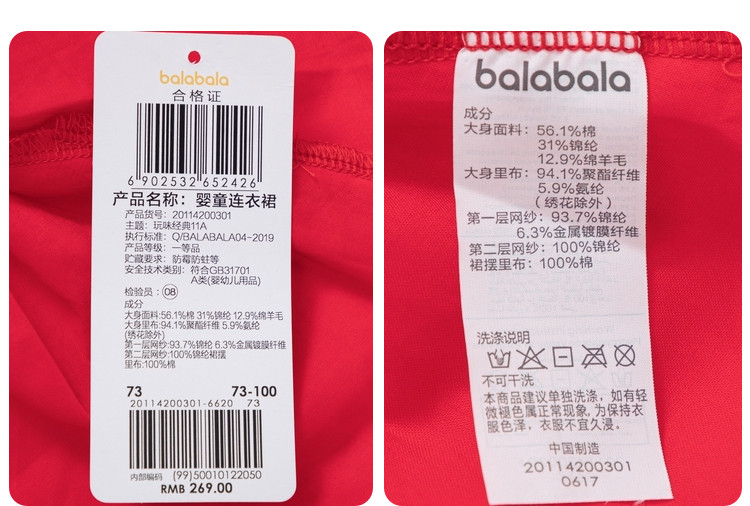 balabala
合格证
6 902532 652426
产品名称：婴童连衣裙
产品货号：20114200301
主题：玩味经典11A
执行标准：Q/BALABALA04-2019
产品等级：一等品
贮藏要求：防霉防蛀等
安全技术类别：符合GB31701
A类(婴幼儿用品)
检验员：08
成分
大身面料:56.1%棉 31%锦纶 12.9%绵羊毛
大身里布:94.1%聚酯纤维 5.9%氨纶
(绣花除外)
第一层网纱:93.7%锦纶 6.3%金属镀膜纤维
第二层网纱:100%锦纶裙摆
里布:100%棉
73 73-100
20114200301-6620 73
内部编码 (99)50010122050
RMB 269.00
balabala
成分
大身面料：56.1%棉
31%锦纶
12.9%绵羊毛
大身里布：94.1%聚酯纤维
5.9%氨纶
（绣花除外）
第一层网纱：93.7%锦纶
6.3%金属镀膜纤维
第二层网纱：100%锦纶
裙摆里布：100%棉
洗涤说明
不可干洗
本商品建议单独洗涤，如有轻
微褪色属正常现象。为保持衣
服色泽，衣服不宜久浸。
中国制造
20114200301
0617